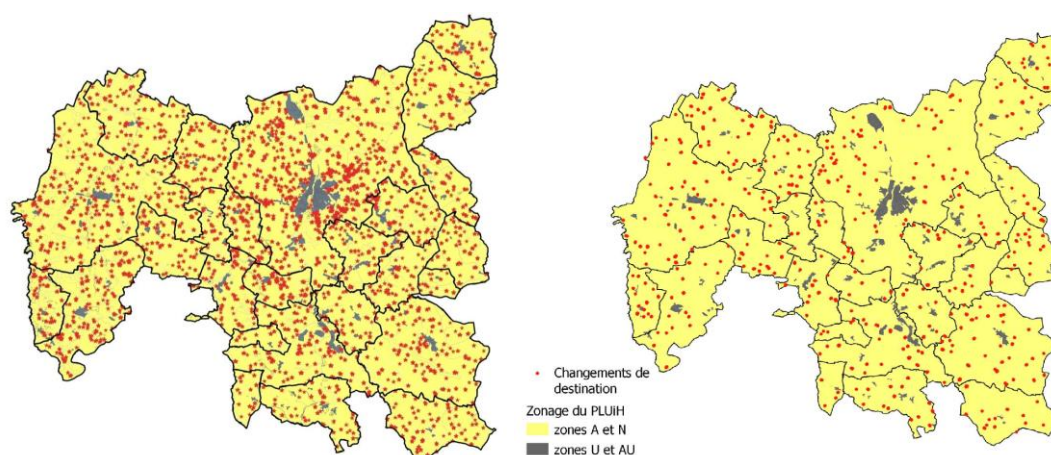 Changements de
destination
Zonage du PLUiH
zones A et N
zones U et AU